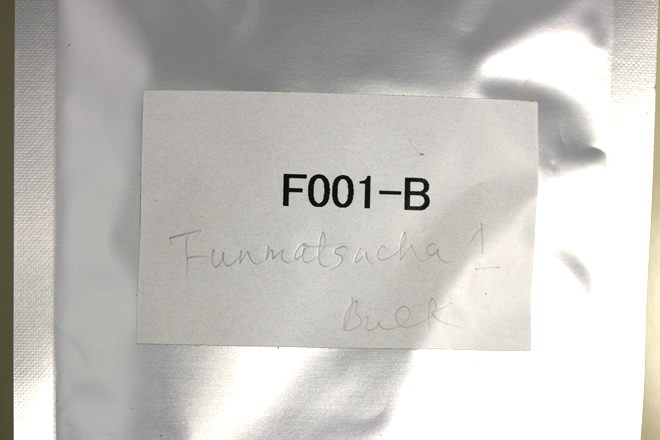 F001-B
Funmatsucha 1
Bulk